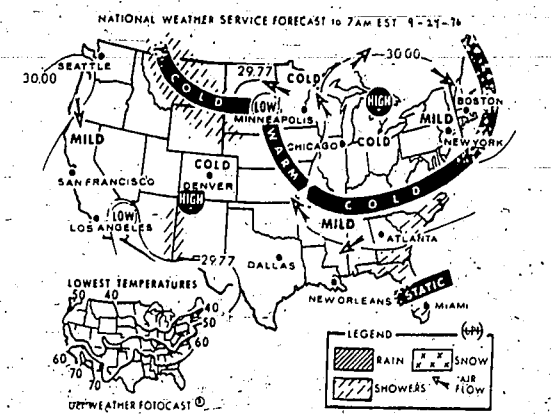 NATIONAL WEATHER SERVICE FORECAST to 7AM EST 9-29-76
30.00
SEATTLE
COLD
29.77
COLD
30.00
LOW
MINNEAPOLIS
HIGH
BOSTON
MILD
NEW YORK
MILD
CHICAGO
COLD
WARM
COLD
COLD
DENVER
SAN FRANCISCO
HIGH
MILD
LOW
LOS ANGELES
ATLANTA
29.77
DALLAS
NEW ORLEANS
STATIC
MIAMI
LOWEST TEMPERATURES
50 40
40
50
60
60
70
70
LEGEND
RAIN
SNOW
SHOWERS
AIR FLOW
UPI WEATHER FOTOCAST ®